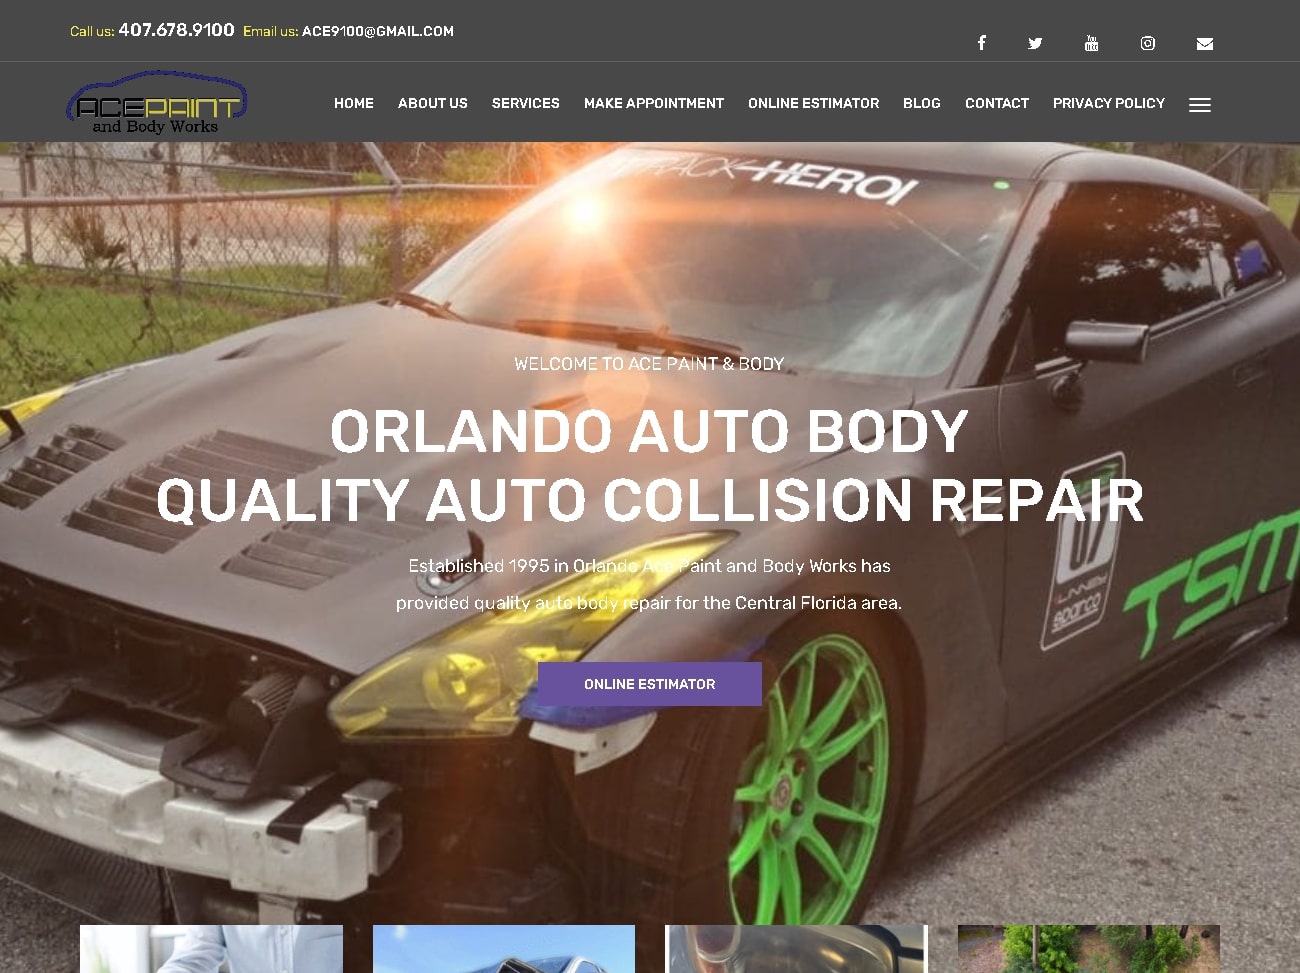 Call us: 407.678.9100 Email us: ACE9100@GMAIL.COM
ACEPAINT
and Body Works
HOME ABOUT US SERVICES MAKE APPOINTMENT ONLINE ESTIMATOR BLOG CONTACT PRIVACY POLICY
HERO!
WELCOME TO ACE PAINT & BODY
ORLANDO AUTO BODY
QUALITY AUTO COLLISION REPAIR
Established 1995 in Orlando Ace Paint and Body Works has
provided quality auto body repair for the Central Florida area.
sparco
TSM
ONLINE ESTIMATOR